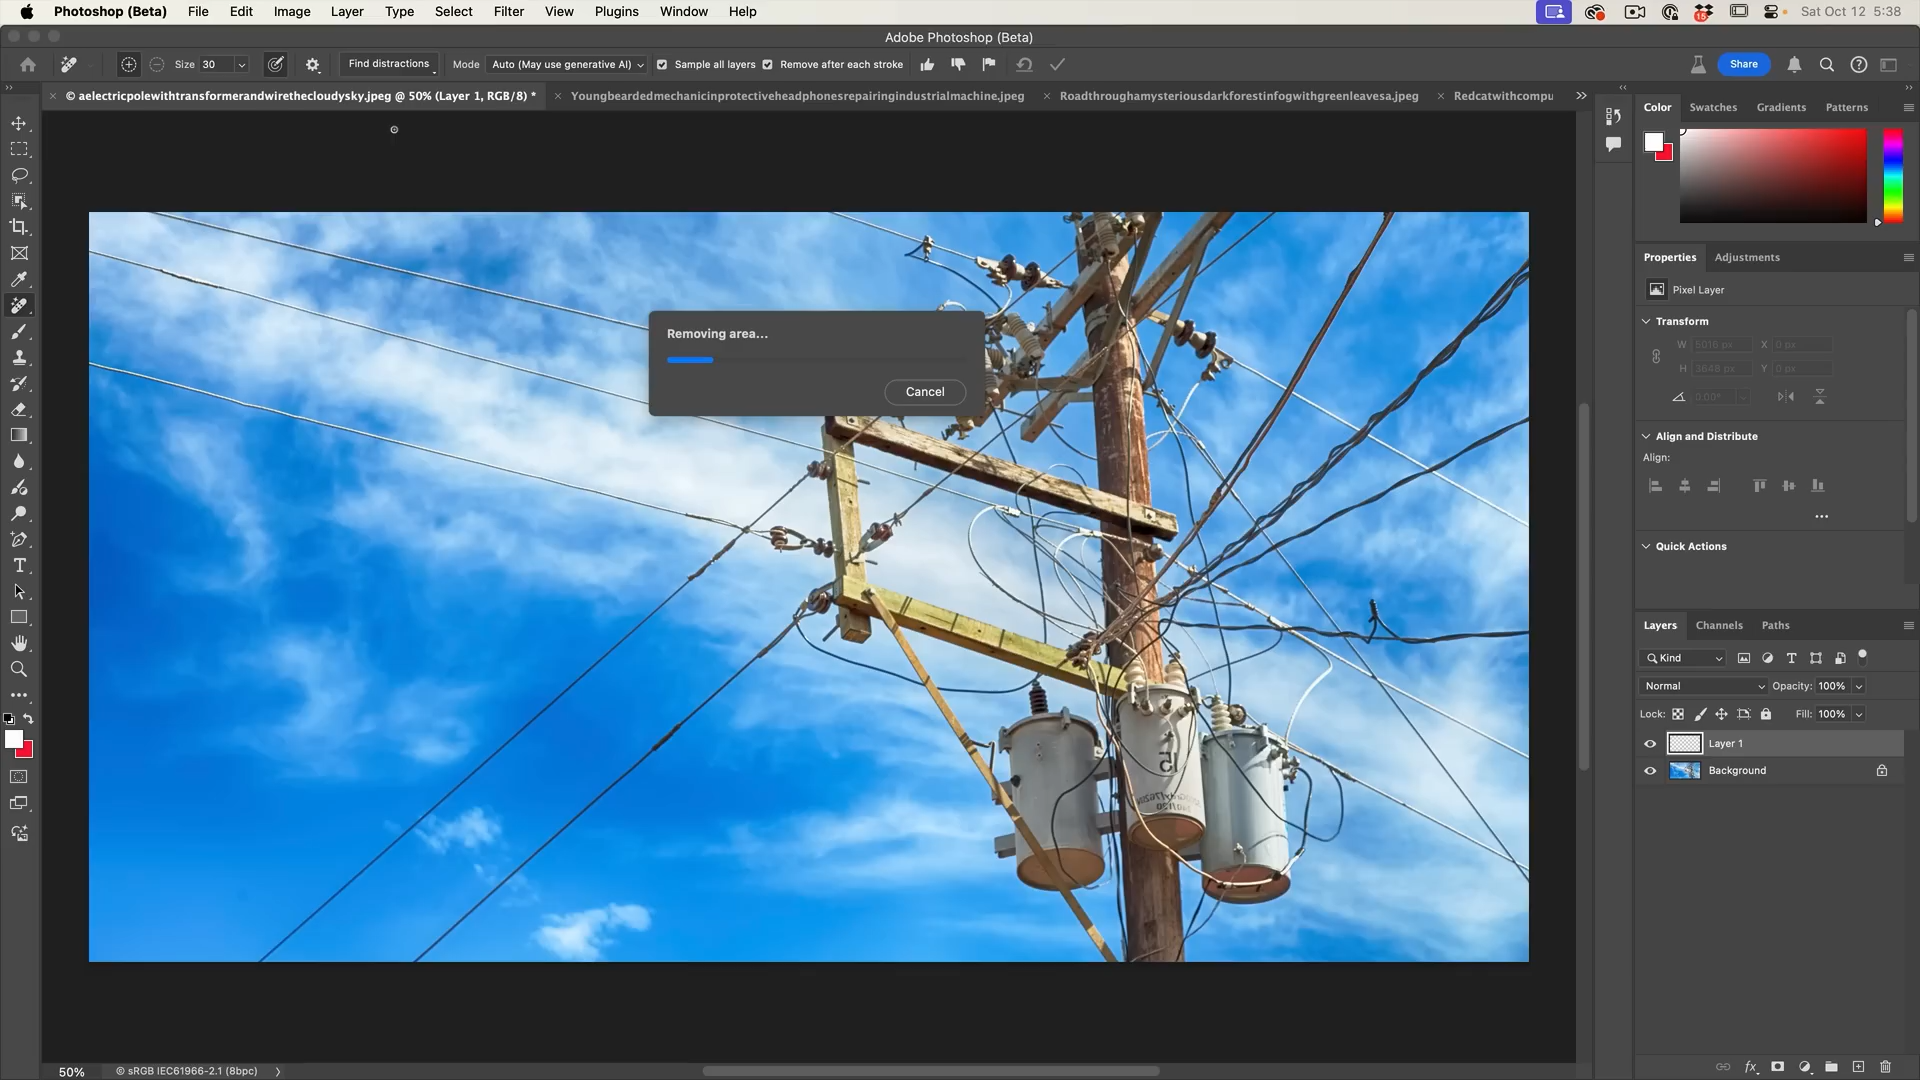 Photoshop (Beta) File Edit Image Layer Type Select Filter View Plugins Window Help 15 Sat Oct 12 5:38
Adobe Photoshop (Beta)
Size 30 Find distractions Mode Auto (May use generative AI) Sample all layers Remove after each stroke Share
© aelectricpolewithtransformerandwirethecloudysky.jpeg @ 50% (Layer 1, RGB/8) * Youngbeardedmechanicinprotectiveheadphonesrepairingindustrialmachine.jpeg Roadthroughamysteriousdarkforestinfogwithgreenleavesa.jpeg Redcatwithcompu
Color Swatches Gradients Patterns
Properties Adjustments
Pixel Layer
Transform
W 5016 px X 0 px
H 3648 px Y 0 px
0.00°
Align and Distribute
Align:
Quick Actions
Layers Channels Paths
Kind
Normal Opacity: 100%
Lock: Fill: 100%
Layer 1
Background
Removing area...
Cancel
15
50% © sRGB IEC61966-2.1 (8bpc)